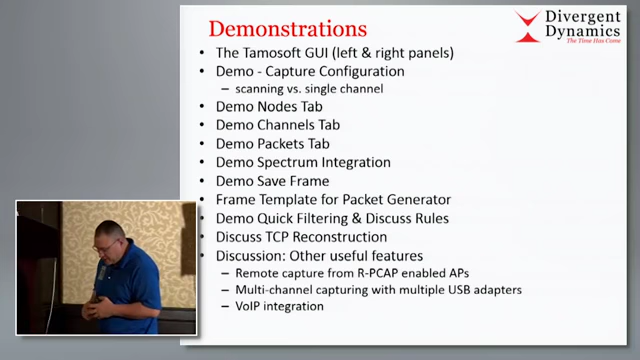 Demonstrations
Divergent
Dynamics
The Time Has Come
• The Tamosoft GUI (left & right panels)
• Demo - Capture Configuration
– scanning vs. single channel
• Demo Nodes Tab
• Demo Channels Tab
• Demo Packets Tab
• Demo Spectrum Integration
• Demo Save Frame
• Frame Template for Packet Generator
• Demo Quick Filtering & Discuss Rules
• Discuss TCP Reconstruction
• Discussion: Other useful features
– Remote capture from R-PCAP enabled APs
– Multi-channel capturing with multiple USB adapters
– VoIP integration